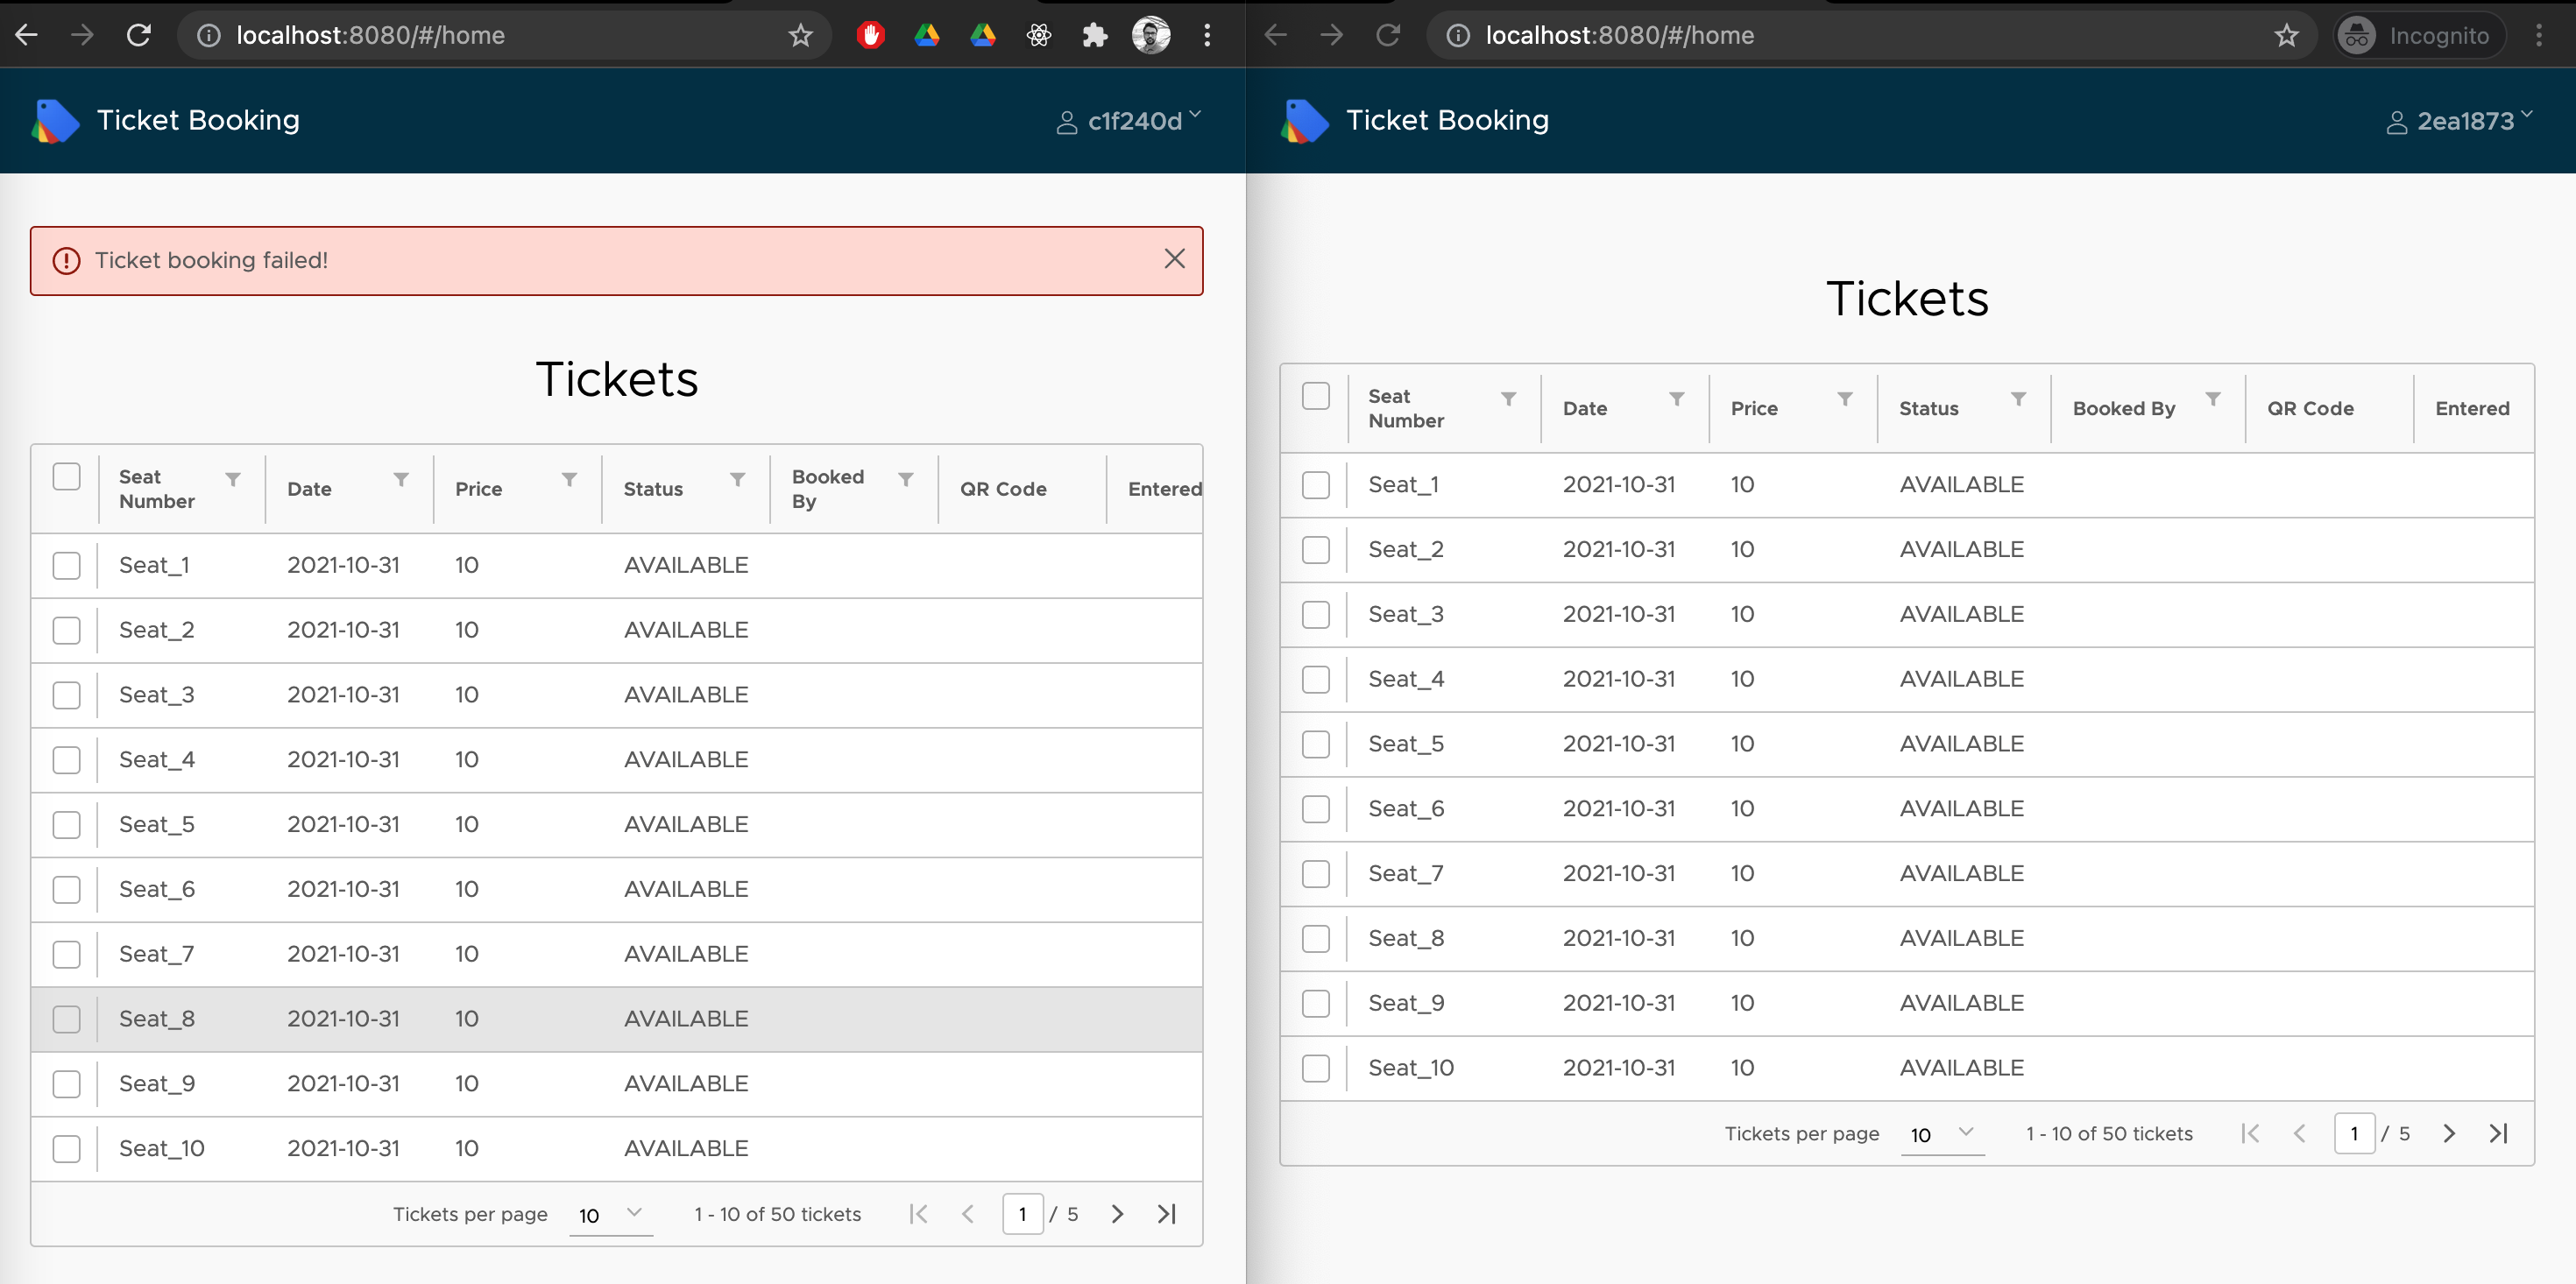 localhost:8080/#/home
Ticket Booking
c1f240d
Ticket booking failed!
Tickets
Seat Number Date Price Status Booked By QR Code Entered
Seat_1 2021-10-31 10 AVAILABLE
Seat_2 2021-10-31 10 AVAILABLE
Seat_3 2021-10-31 10 AVAILABLE
Seat_4 2021-10-31 10 AVAILABLE
Seat_5 2021-10-31 10 AVAILABLE
Seat_6 2021-10-31 10 AVAILABLE
Seat_7 2021-10-31 10 AVAILABLE
Seat_8 2021-10-31 10 AVAILABLE
Seat_9 2021-10-31 10 AVAILABLE
Seat_10 2021-10-31 10 AVAILABLE
Tickets per page 10 1 - 10 of 50 tickets 1 / 5
localhost:8080/#/home
Incognito
Ticket Booking
2ea1873
Tickets
Seat Number Date Price Status Booked By QR Code Entered
Seat_1 2021-10-31 10 AVAILABLE
Seat_2 2021-10-31 10 AVAILABLE
Seat_3 2021-10-31 10 AVAILABLE
Seat_4 2021-10-31 10 AVAILABLE
Seat_5 2021-10-31 10 AVAILABLE
Seat_6 2021-10-31 10 AVAILABLE
Seat_7 2021-10-31 10 AVAILABLE
Seat_8 2021-10-31 10 AVAILABLE
Seat_9 2021-10-31 10 AVAILABLE
Seat_10 2021-10-31 10 AVAILABLE
Tickets per page 10 1 - 10 of 50 tickets 1 / 5